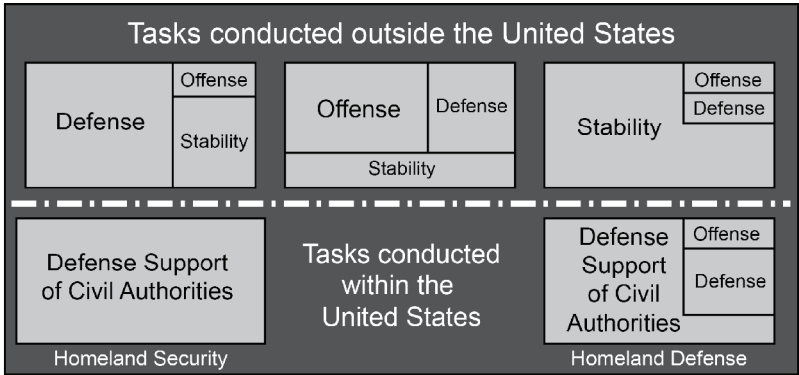 Tasks conducted outside the United States
Defense
Offense
Stability
Offense
Defense
Stability
Stability
Offense
Defense
Defense Support
of Civil Authorities
Homeland Security
Tasks conducted
within the
United States
Defense
Support
of Civil
Authorities
Offense
Defense
Homeland Defense